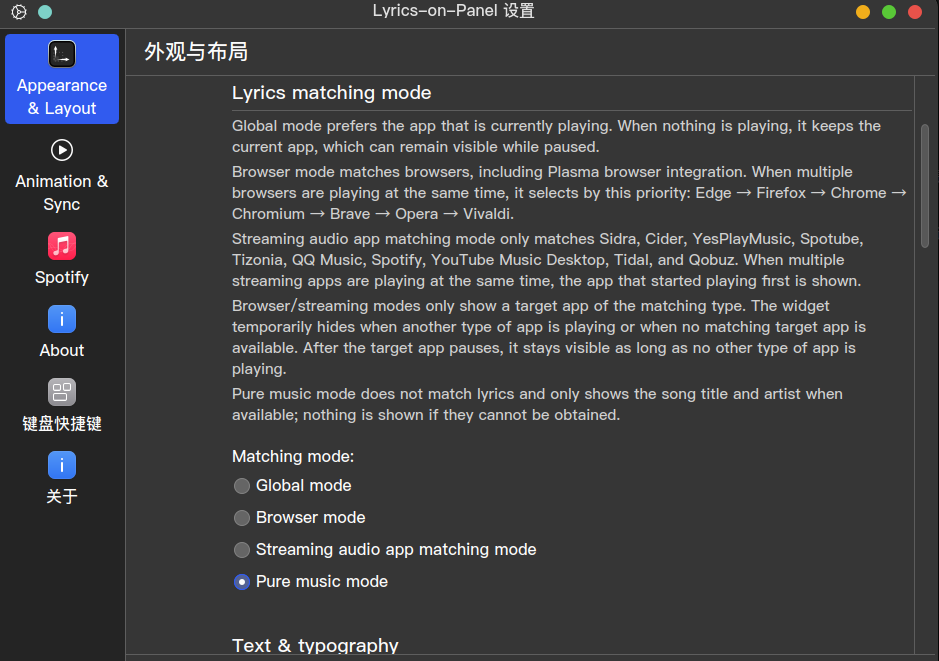 Lyrics-on-Panel 设置
外观与布局
Appearance
& Layout
Animation &
Sync
Spotify
About
键盘快捷键
关于
Lyrics matching mode
Global mode prefers the app that is currently playing. When nothing is playing, it keeps the
current app, which can remain visible while paused.
Browser mode matches browsers, including Plasma browser integration. When multiple
browsers are playing at the same time, it selects by this priority: Edge → Firefox → Chrome →
Chromium → Brave → Opera → Vivaldi.
Streaming audio app matching mode only matches Sidra, Cider, YesPlayMusic, Spotube,
Tizonia, QQ Music, Spotify, YouTube Music Desktop, Tidal, and Qobuz. When multiple
streaming apps are playing at the same time, the app that started playing first is shown.
Browser/streaming modes only show a target app of the matching type. The widget
temporarily hides when another type of app is playing or when no matching target app is
available. After the target app pauses, it stays visible as long as no other type of app is
playing.
Pure music mode does not match lyrics and only shows the song title and artist when
available; nothing is shown if they cannot be obtained.
Matching mode:
Global mode
Browser mode
Streaming audio app matching mode
Pure music mode
Text & typography